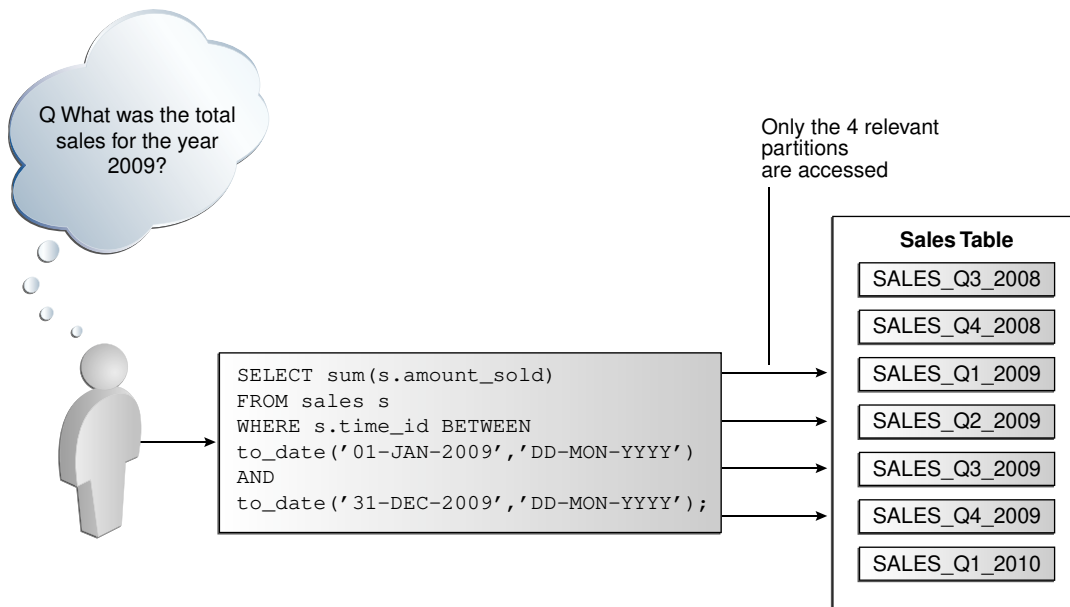 Q What was the total
sales for the year
2009?
Only the 4 relevant
partitions
are accessed
SELECT sum(s.amount_sold)
FROM sales s
WHERE s.time_id BETWEEN
to_date('01-JAN-2009','DD-MON-YYYY')
AND
to_date('31-DEC-2009','DD-MON-YYYY');
Sales Table
SALES_Q3_2008
SALES_Q4_2008
SALES_Q1_2009
SALES_Q2_2009
SALES_Q3_2009
SALES_Q4_2009
SALES_Q1_2010